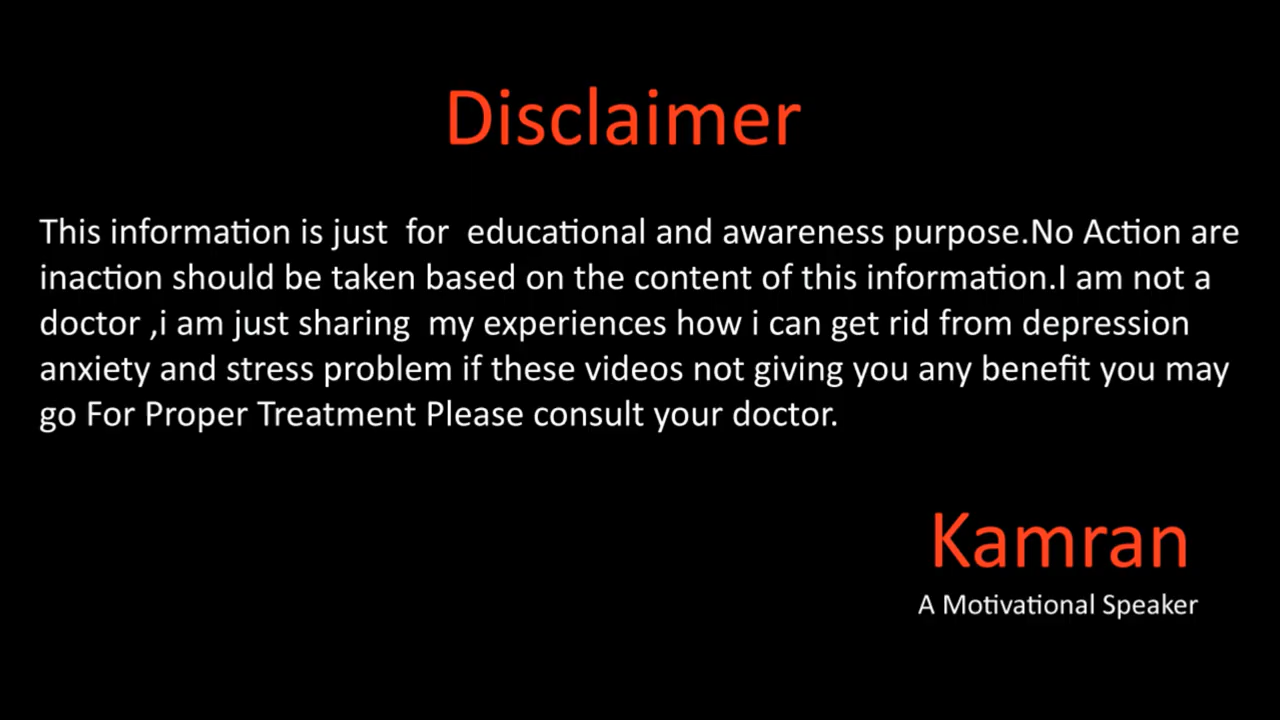 Disclaimer
This information is just  for  educational and awareness purpose.No Action are
inaction should be taken based on the content of this information.I am not a
doctor ,i am just sharing  my experiences how i can get rid from depression
anxiety and stress problem if these videos not giving you any benefit you may
go For Proper Treatment Please consult your doctor.
Kamran
A Motivational Speaker